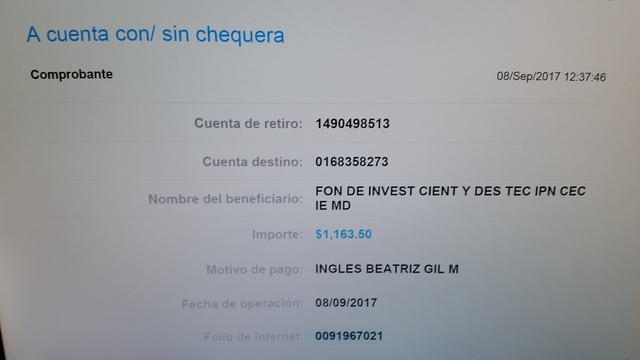 A cuenta con/ sin chequera
Comprobante 08/Sep/2017 12:37:46
Cuenta de retiro: 1490498513
Cuenta destino: 0168358273
Nombre del beneficiario: FON DE INVEST CIENT Y DES TEC IPN CEC
IE MD
Importe: $1,163.50
Motivo de pago: INGLES BEATRIZ GIL M
Fecha de operación: 08/09/2017
Folio de Internet: 0091967021